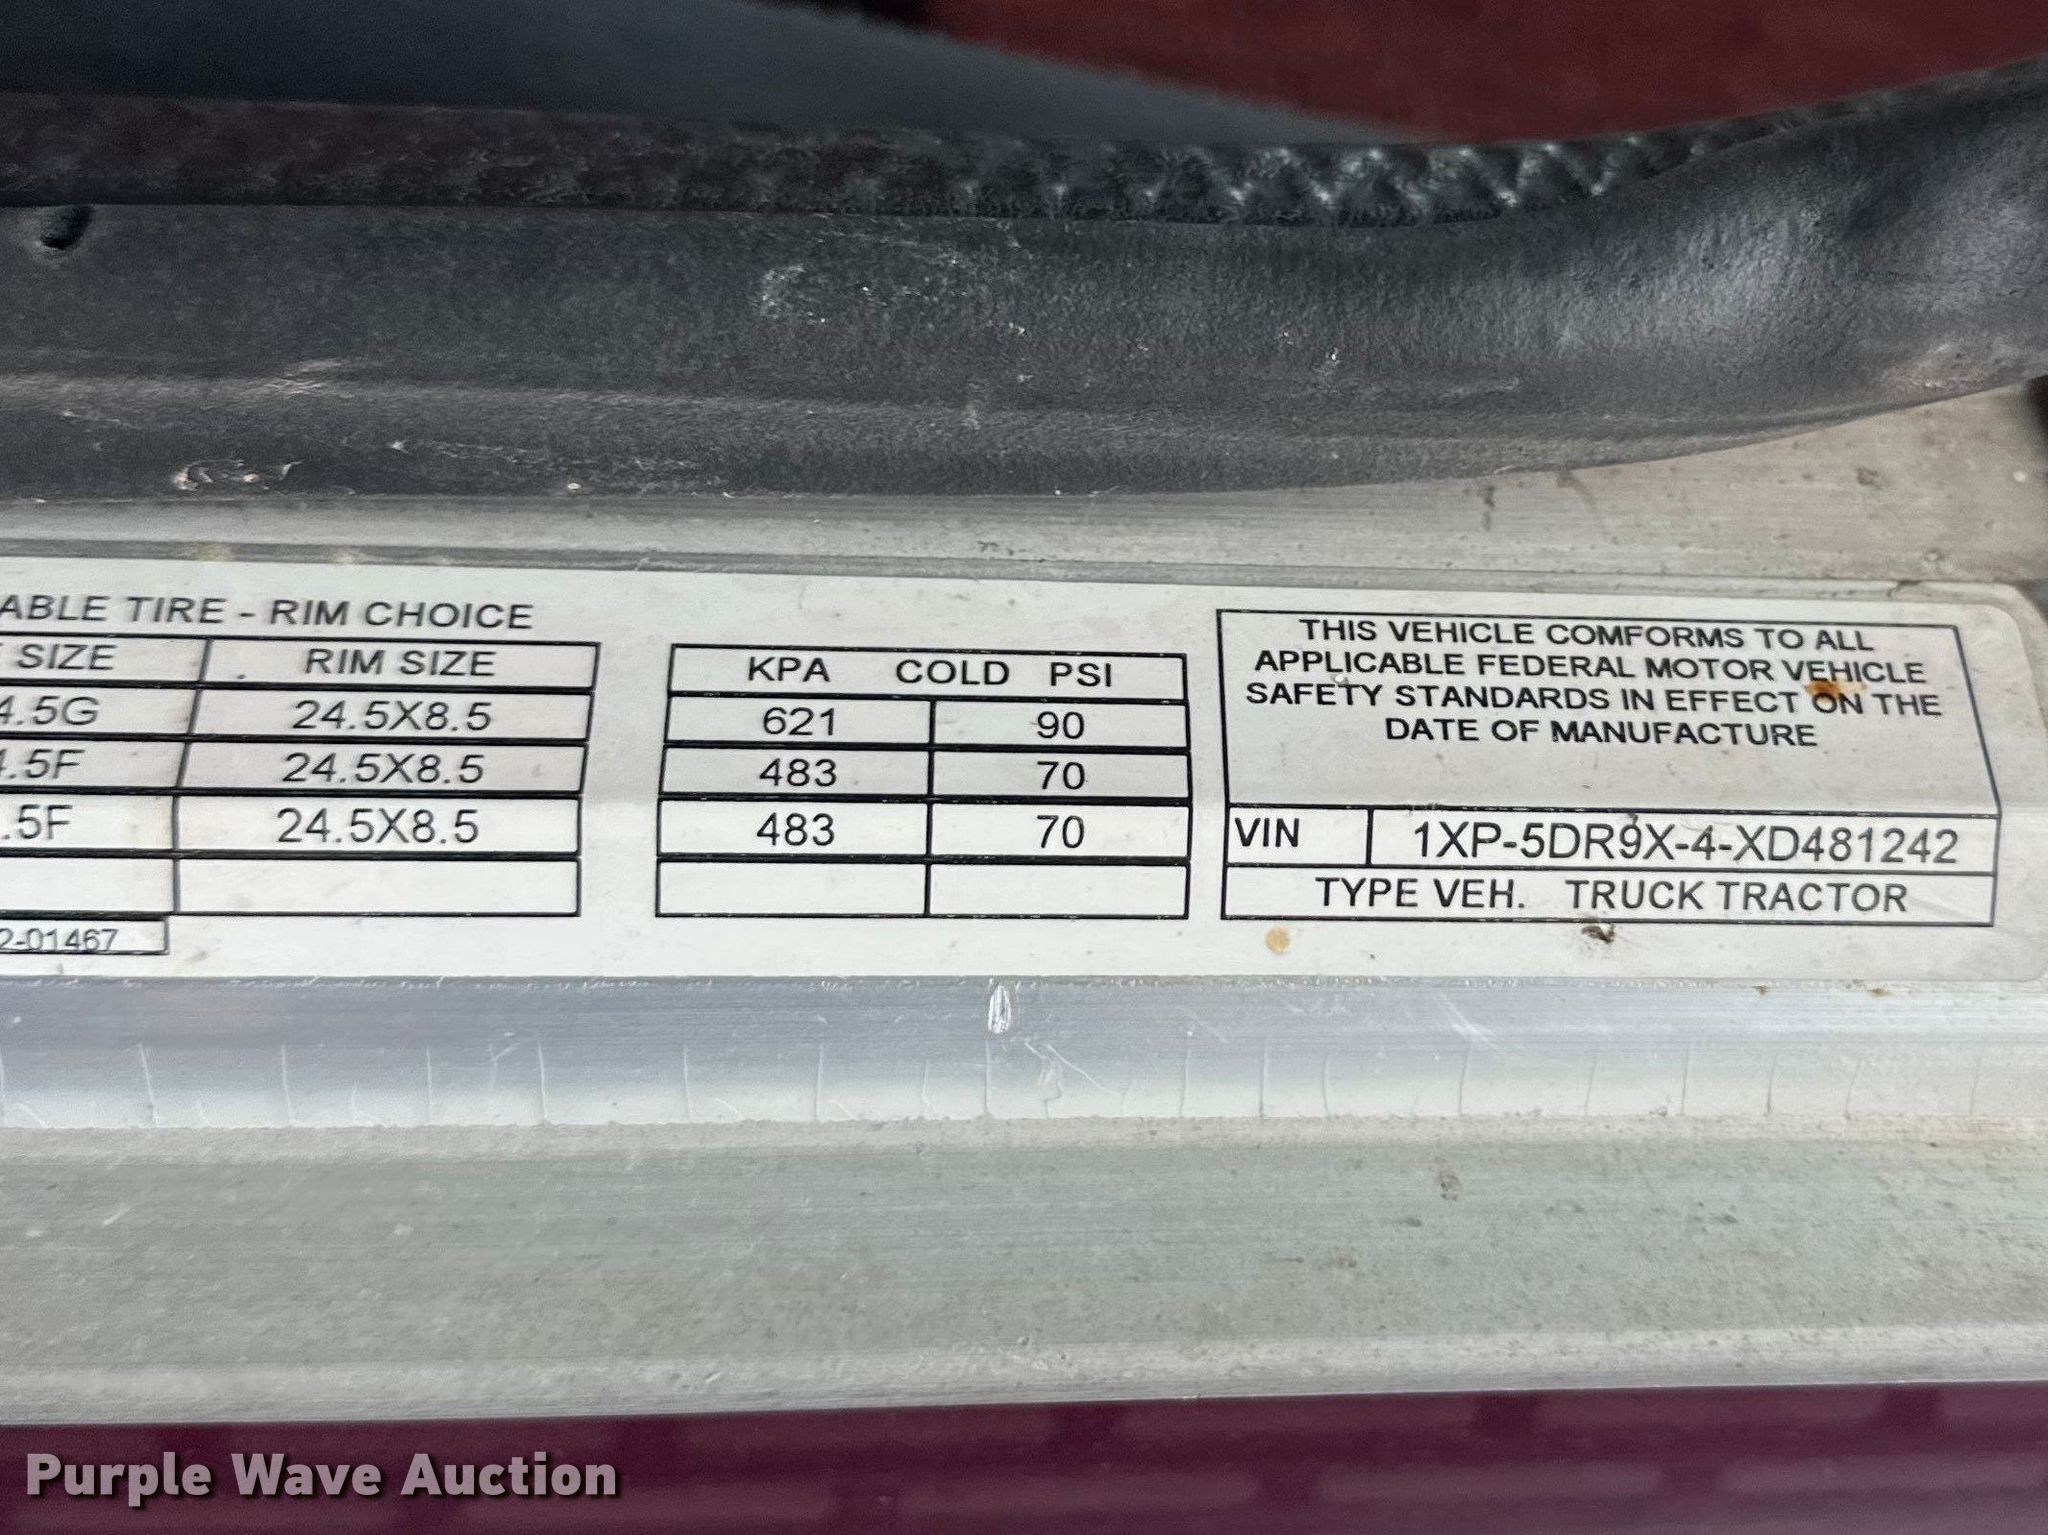 ABLE TIRE - RIM CHOICE
SIZE RIM SIZE
4.5G 24.5X8.5
.5F 24.5X8.5
.5F 24.5X8.5
2-01467
KPA COLD PSI
621 90
483 70
483 70
THIS VEHICLE COMFORMS TO ALL
APPLICABLE FEDERAL MOTOR VEHICLE
SAFETY STANDARDS IN EFFECT ON THE
DATE OF MANUFACTURE
VIN 1XP-5DR9X-4-XD481242
TYPE VEH. TRUCK TRACTOR
Purple Wave Auction